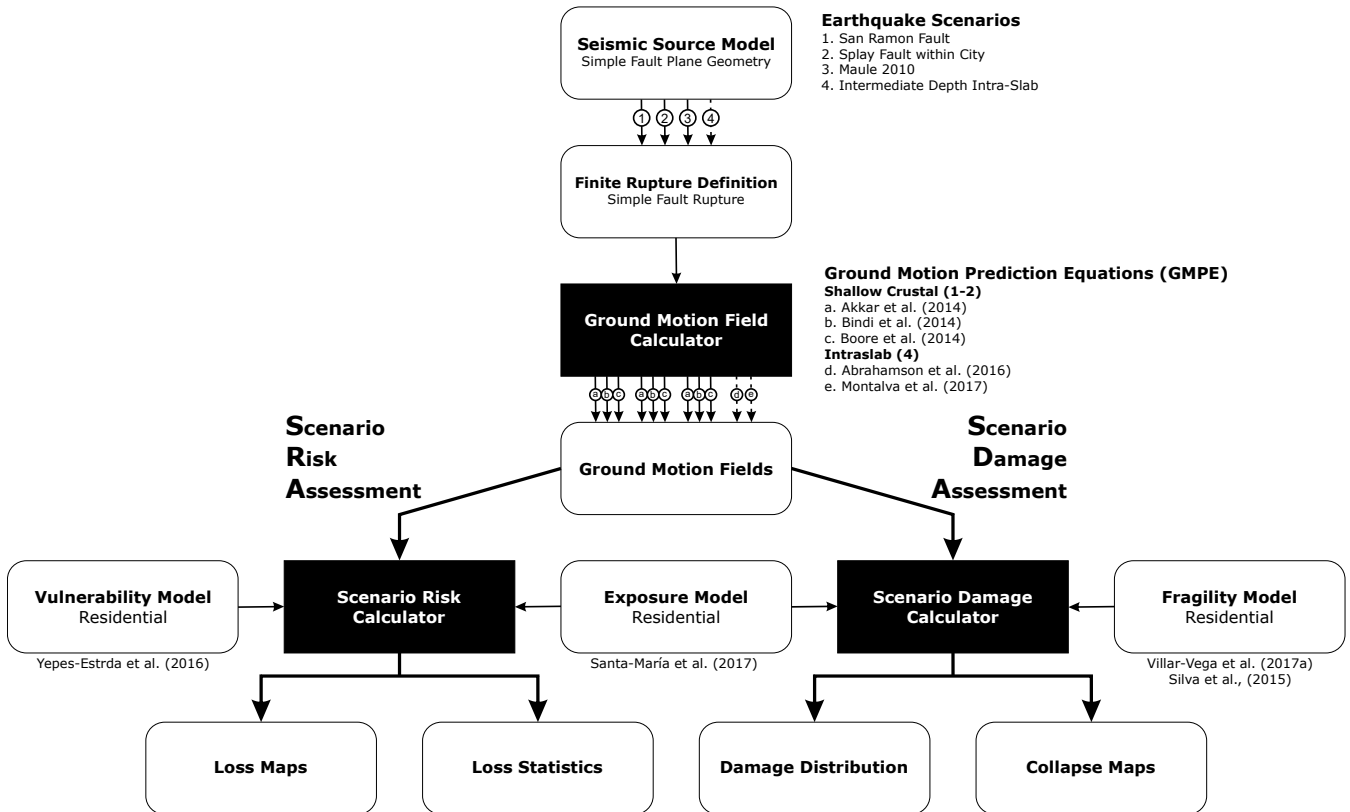 Seismic Source Model
Simple Fault Plane Geometry
Earthquake Scenarios
1. San Ramon Fault
2. Splay Fault within City
3. Maule 2010
4. Intermediate Depth Intra-Slab
1 2 3 4
Finite Rupture Definition
Simple Fault Rupture
Ground Motion Field
Calculator
Ground Motion Prediction Equations (GMPE)
Shallow Crustal (1-2)
a. Akkar et al. (2014)
b. Bindi et al. (2014)
c. Boore et al. (2014)
Intraslab (4)
d. Abrahamson et al. (2016)
e. Montalva et al. (2017)
a b c a b c a b c d e
Scenario
Risk
Assessment
Ground Motion Fields
Scenario
Damage
Assessment
Vulnerability Model
Residential
Yepes-Estrda et al. (2016)
Scenario Risk
Calculator
Exposure Model
Residential
Santa-María et al. (2017)
Scenario Damage
Calculator
Fragility Model
Residential
Villar-Vega et al. (2017a)
Silva et al., (2015)
Loss Maps
Loss Statistics
Damage Distribution
Collapse Maps